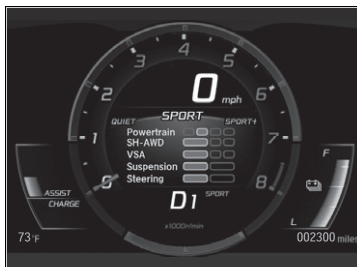 4
3 5
2 6
0 mph
SPORT
QUIET SPORT+
1 7
Powertrain
SH-AWD
VSA
Suspension
Steering
0 8
F
ASSIST
CHARGE
D1 SPORT
L
x1000r/min
73°F
002300 miles